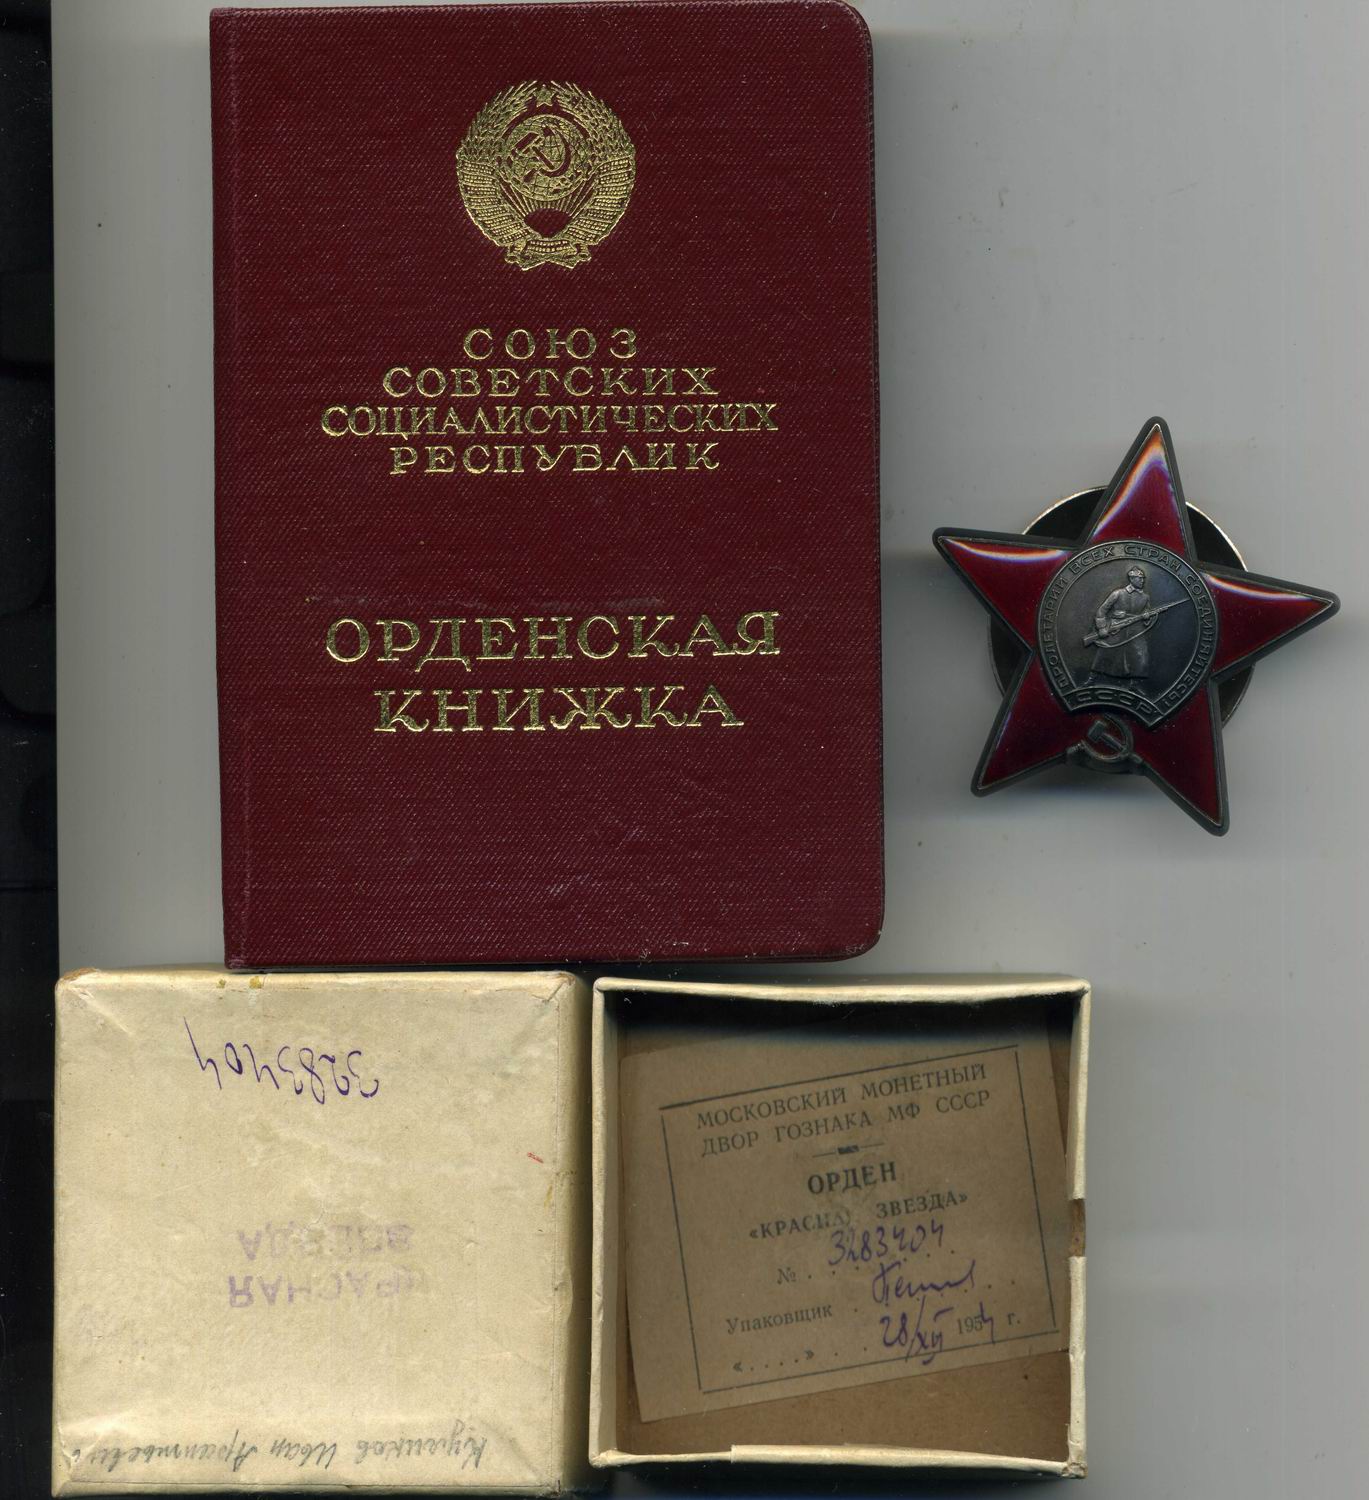 СОЮЗ
СОВЕТСКИХ
СОЦИАЛИСТИЧЕСКИХ
РЕСПУБЛИК
ОРДЕНСКАЯ
КНИЖКА
ПРОЛЕТАРИИ ВСЕХ СТРАН СОЕДИНЯЙТЕСЬ!
СССР
3283404
КРАСНАЯ
ЗВЕЗДА
Иван
МОСКОВСКИЙ МОНЕТНЫЙ
ДВОР ГОЗНАКА МФ СССР
ОРДЕН
«КРАСНАЯ ЗВЕЗДА»
№ . 3283404
Упаковщик .
«. . . .» . . 28/XII 1954 г.